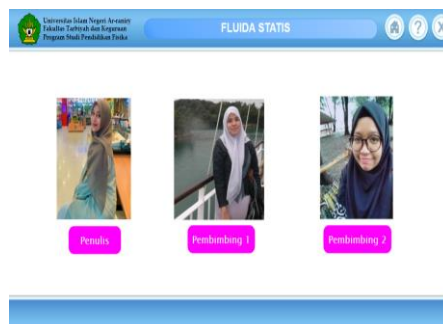 Universitas Islam Negeri Ar-raniry
Fakultas Tarbiyah dan Keguruan
Program Studi Pendidikan Fisika
FLUIDA STATIS
?
X
Penulis
Pembimbing 1
Pembimbing 2